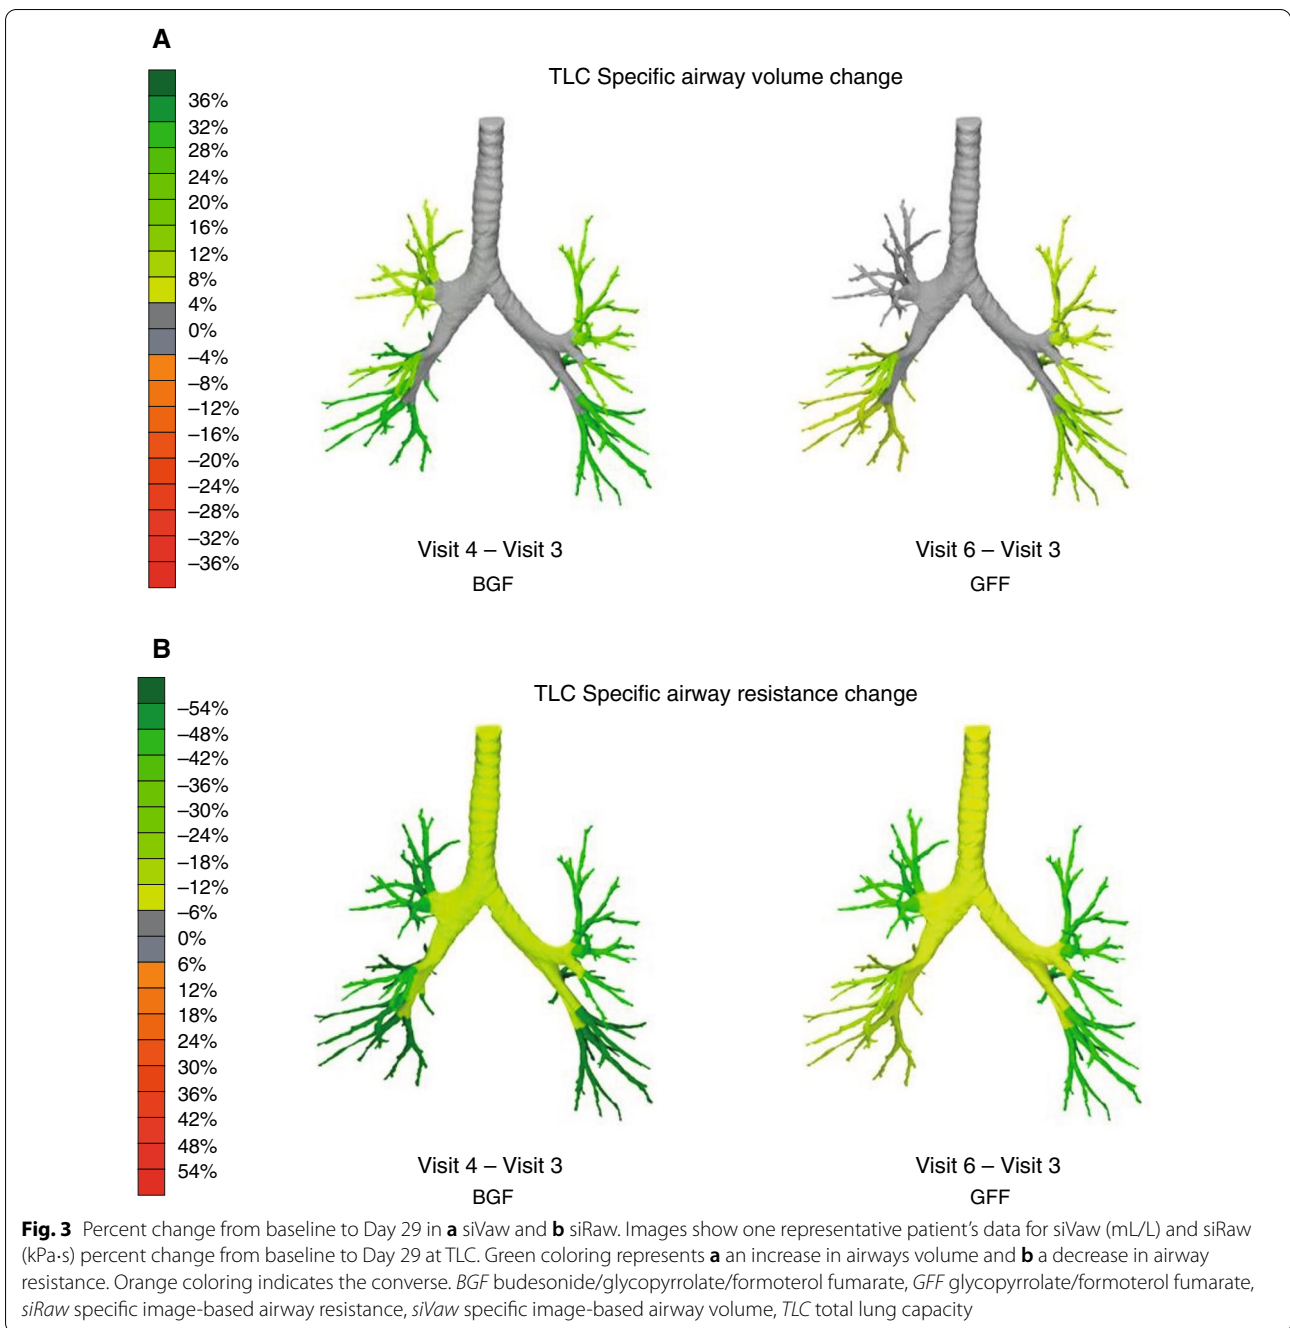 A
TLC Specific airway volume change
36%
32%
28%
24%
20%
16%
12%
8%
4%
0%
–4%
–8%
–12%
–16%
–20%
–24%
–28%
–32%
–36%
Visit 4 – Visit 3
BGF
Visit 6 – Visit 3
GFF
B
TLC Specific airway resistance change
–54%
–48%
–42%
–36%
–30%
–24%
–18%
–12%
–6%
0%
6%
12%
18%
24%
30%
36%
42%
48%
54%
Visit 4 – Visit 3
BGF
Visit 6 – Visit 3
GFF
Fig. 3 Percent change from baseline to Day 29 in a siVaw and b siRaw. Images show one representative patient's data for siVaw (mL/L) and siRaw
(kPa·s) percent change from baseline to Day 29 at TLC. Green coloring represents a an increase in airways volume and b a decrease in airway
resistance. Orange coloring indicates the converse. BGF budesonide/glycopyrrolate/formoterol fumarate, GFF glycopyrrolate/formoterol fumarate,
siRaw specific image-based airway resistance, siVaw specific image-based airway volume, TLC total lung capacity